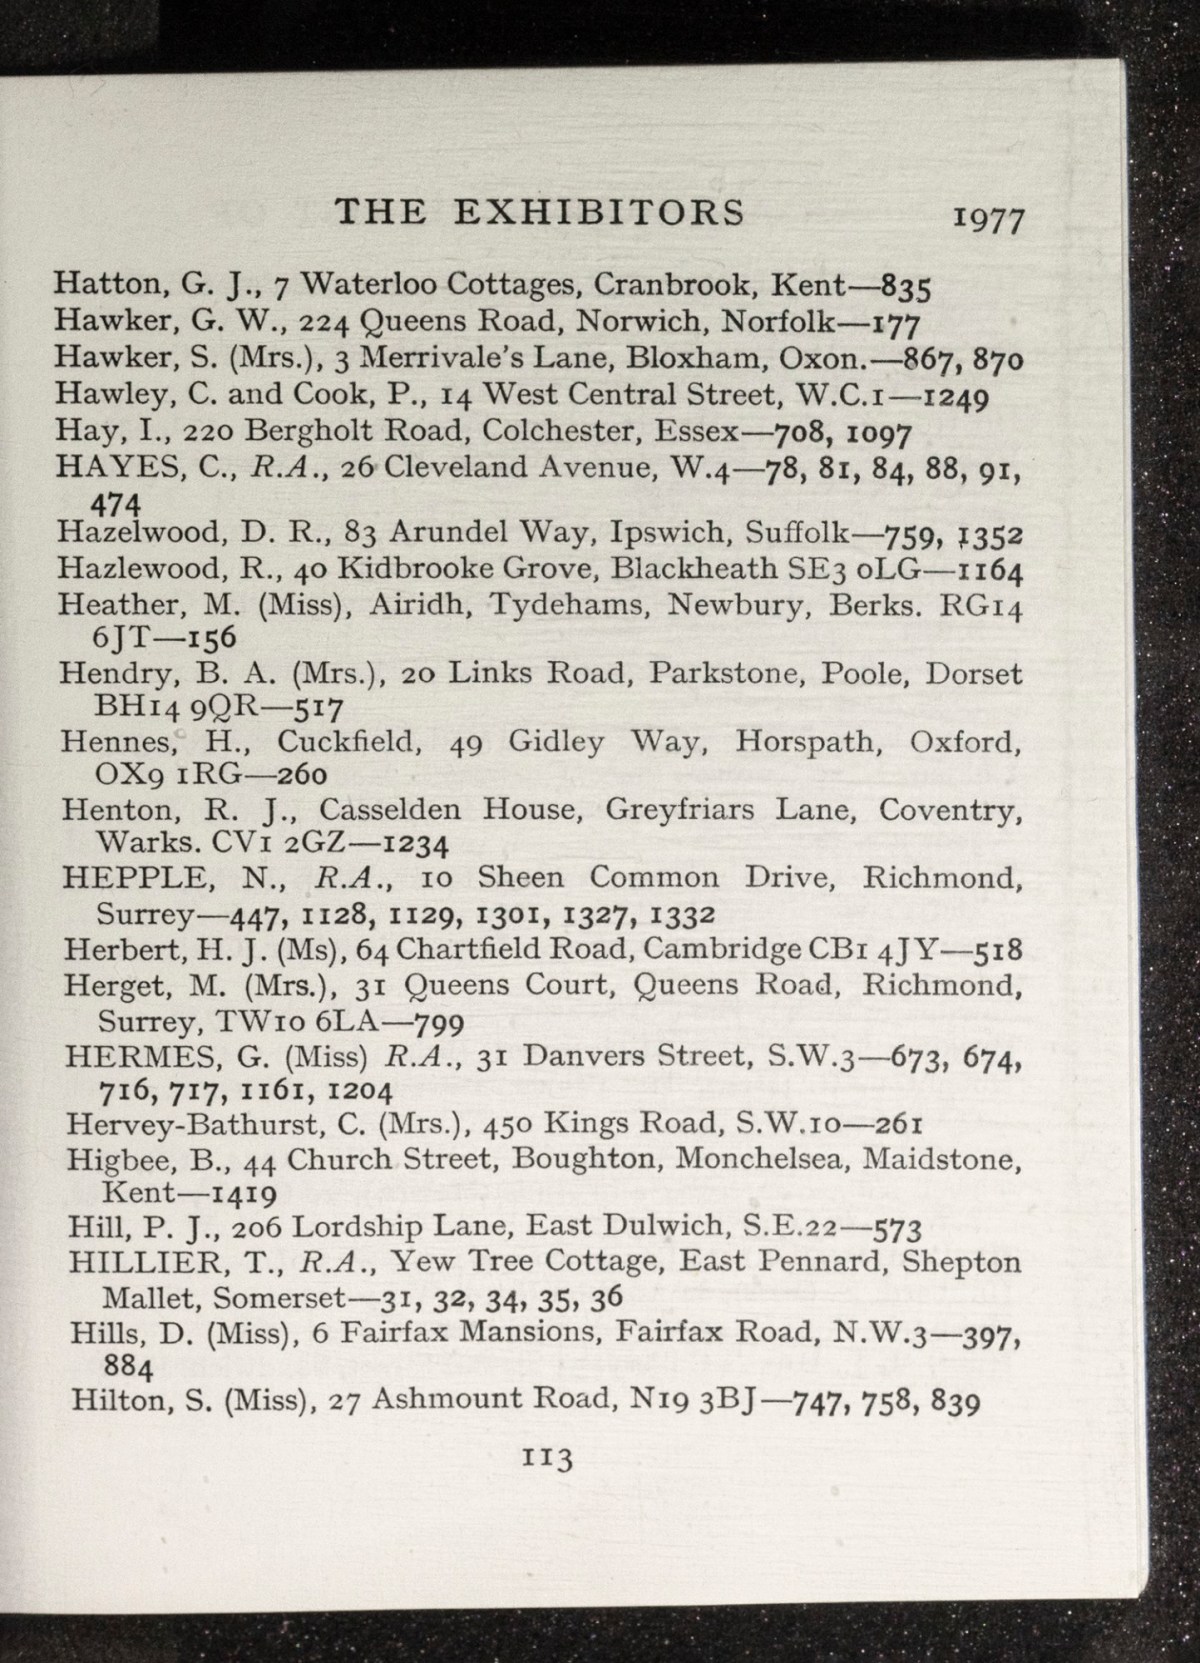 THE EXHIBITORS 1977
Hatton, G. J., 7 Waterloo Cottages, Cranbrook, Kent—835
Hawker, G. W., 224 Queens Road, Norwich, Norfolk—177
Hawker, S. (Mrs.), 3 Merrivale's Lane, Bloxham, Oxon.—867, 870
Hawley, C. and Cook, P., 14 West Central Street, W.C.1—1249
Hay, I., 220 Bergholt Road, Colchester, Essex—708, 1097
HAYES, C., R.A., 26 Cleveland Avenue, W.4—78, 81, 84, 88, 91,
474
Hazelwood, D. R., 83 Arundel Way, Ipswich, Suffolk—759, 1352
Hazlewood, R., 40 Kidbrooke Grove, Blackheath SE3 0LG—1164
Heather, M. (Miss), Airidh, Tydehams, Newbury, Berks. RG14
6JT—156
Hendry, B. A. (Mrs.), 20 Links Road, Parkstone, Poole, Dorset
BH14 9QR—517
Hennes, H., Cuckfield, 49 Gidley Way, Horspath, Oxford,
OX9 1RG—260
Henton, R. J., Casselden House, Greyfriars Lane, Coventry,
Warks. CV1 2GZ—1234
HEPPLE, N., R.A., 10 Sheen Common Drive, Richmond,
Surrey—447, 1128, 1129, 1301, 1327, 1332
Herbert, H. J. (Ms), 64 Chartfield Road, Cambridge CB1 4JY—518
Herget, M. (Mrs.), 31 Queens Court, Queens Road, Richmond,
Surrey, TW10 6LA—799
HERMES, G. (Miss) R.A., 31 Danvers Street, S.W.3—673, 674,
716, 717, 1161, 1204
Hervey-Bathurst, C. (Mrs.), 450 Kings Road, S.W.10—261
Higbee, B., 44 Church Street, Boughton, Monchelsea, Maidstone,
Kent—1419
Hill, P. J., 206 Lordship Lane, East Dulwich, S.E.22—573
HILLIER, T., R.A., Yew Tree Cottage, East Pennard, Shepton
Mallet, Somerset—31, 32, 34, 35, 36
Hills, D. (Miss), 6 Fairfax Mansions, Fairfax Road, N.W.3—397,
884
Hilton, S. (Miss), 27 Ashmount Road, N19 3BJ—747, 758, 839
113